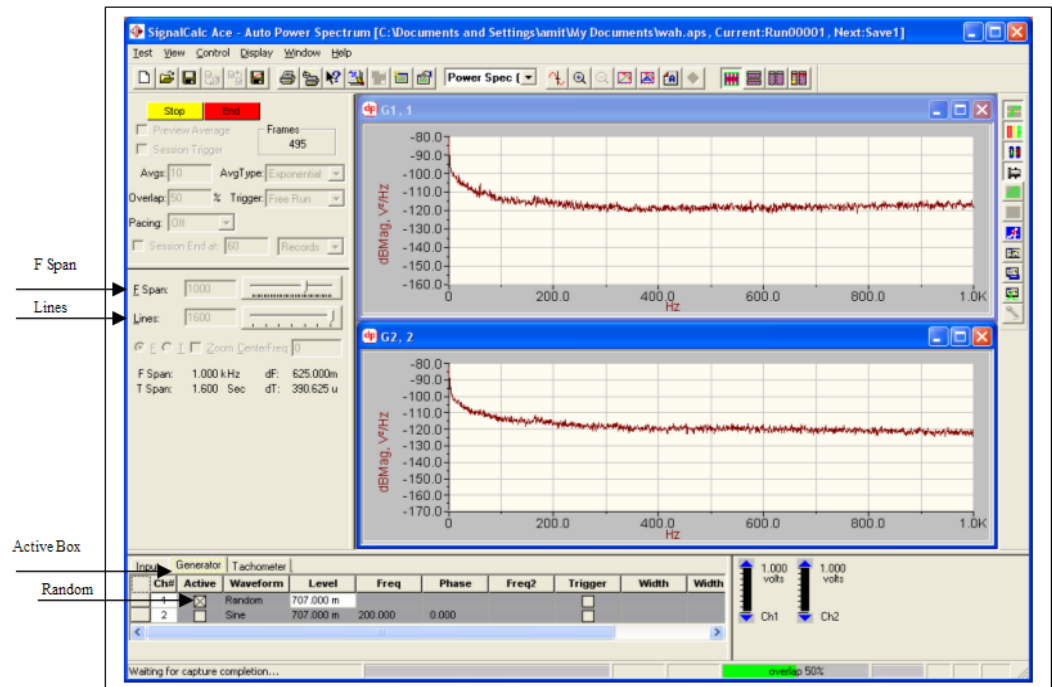 SignalCalc Ace - Auto Power Spectrum [C:\Documents and Settings\amit\My Documents\wah.aps, Current:Run00001, Next:Save1]
Test View Control Display Window Help
Power Spec (
Stop End
Preview Average
Session Trigger
Frames
495
Avgs: 10 AvgType: Exponential
Overlap: 50 % Trigger: Free Run
Pacing: Off
Session End at: 60 Records
F Span
F Span: 1000
Lines
Lines: 1600
F T Zoom CenterFreq 0
F Span: 1.000 kHz dF: 625.000m
T Span: 1.600 Sec dT: 390.625 u
dp G1, 1
dBMag, V²/Hz
-80.0
-90.0
-100.0
-110.0
-120.0
-130.0
-140.0
-150.0
-160.0
0 200.0 400.0 600.0 800.0 1.0K
Hz
dp G2, 2
dBMag, V²/Hz
-80.0
-90.0
-100.0
-110.0
-120.0
-130.0
-140.0
-150.0
-160.0
-170.0
0 200.0 400.0 600.0 800.0 1.0K
Hz
Active Box
Random
Input Generator Tachometer
Ch# Active Waveform Level Freq Phase Freq2 Trigger Width Width
1 Random 707.000 m
2 Sine 707.000 m 200.000 0.000
1.000 volts
1.000 volts
Ch1 Ch2
Waiting for capture completion...
overlap 50%